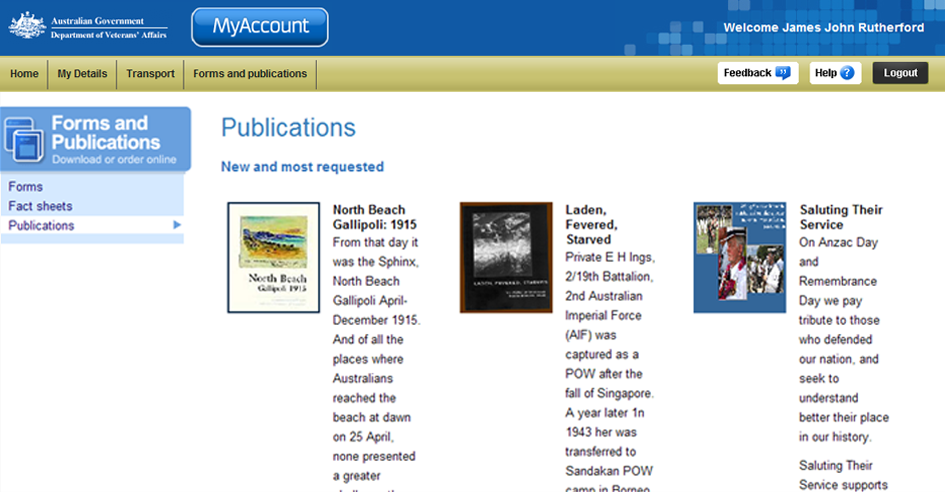 Australian Government
Department of Veterans' Affairs
MyAccount
Welcome James John Rutherford
Home
My Details
Transport
Forms and publications
Feedback
Help
Logout
Forms and
Publications
Download or order online
Forms
Fact sheets
Publications
Publications
New and most requested
North Beach
Gallipoli 1915
North Beach
Gallipoli: 1915
From that day it
was the Sphinx,
North Beach
Gallipoli April-
December 1915.
And of all the
places where
Australians
reached the
beach at dawn
on 25 April,
none presented
a greater
LADEN, FEVERED, STARVED
Laden,
Fevered,
Starved
Private E H Ings,
2/19th Battalion,
2nd Australian
Imperial Force
(AIF) was
captured as a
POW after the
fall of Singapore.
A year later 1n
1943 her was
transferred to
Sandakan POW
camp in Borneo
Saluting Their
Service
On Anzac Day
and
Remembrance
Day we pay
tribute to those
who defended
our nation, and
seek to
understand
better their place
in our history.
Saluting Their
Service supports